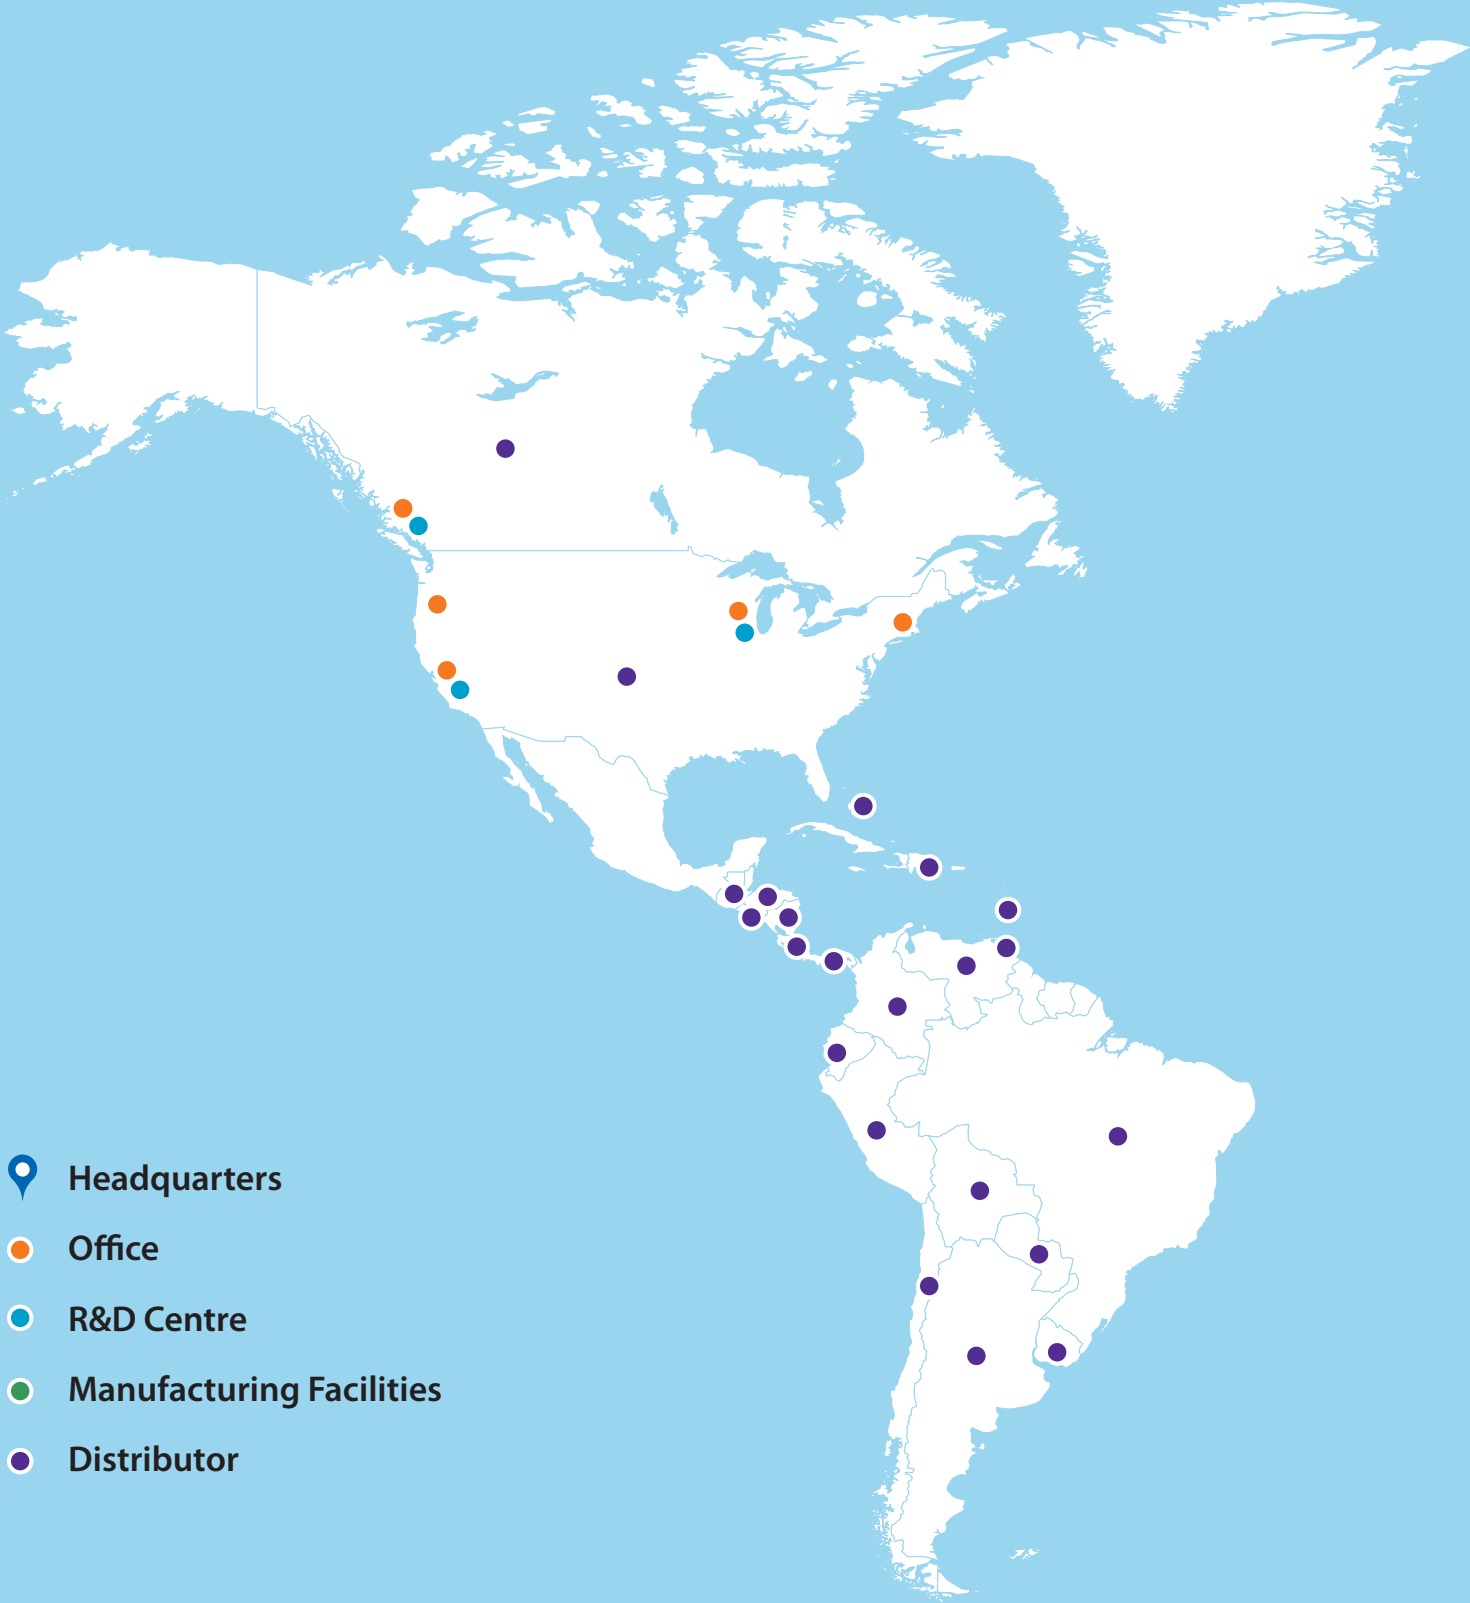 Headquarters
Office
R&D Centre
Manufacturing Facilities
Distributor